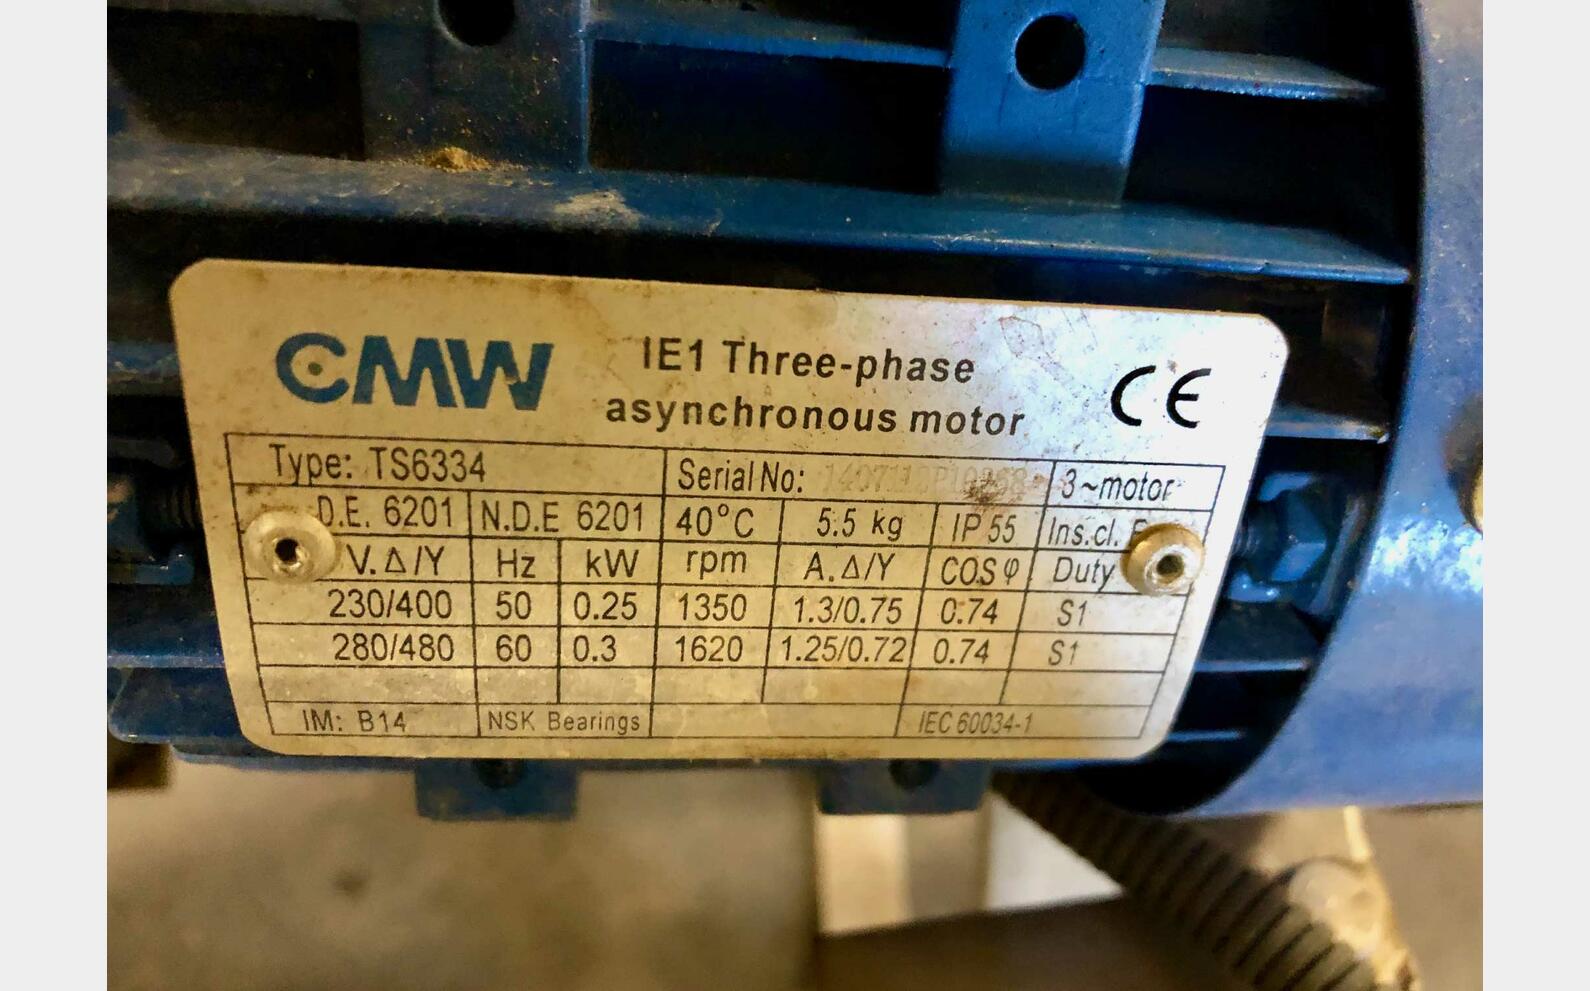 CMW
IE1 Three-phase
asynchronous motor
CE
Type: TS6334 Serial No: 3~motor
D.E. 6201 N.D.E 6201 40°C 5.5 kg IP 55 Ins.cl.
V.Δ/Y Hz kW rpm A.Δ/Y COSφ Duty
230/400 50 0.25 1350 1.3/0.75 0.74 S1
280/480 60 0.3 1620 1.25/0.72 0.74 S1
IM: B14 NSK Bearings IEC 60034-1